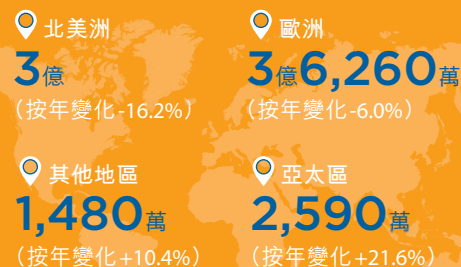 北美洲
3億
（按年變化-16.2%）
歐洲
3億6,260萬
（按年變化-6.0%）
其他地區
1,480萬
（按年變化+10.4%）
亞太區
2,590萬
（按年變化+21.6%）